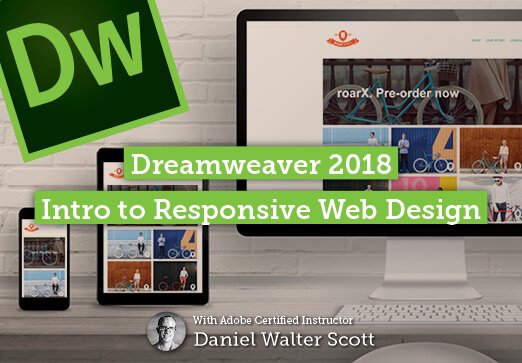 Dw
roarX. Pre-order now
Dreamweaver 2018
Intro to Responsive Web Design
With Adobe Certified Instructor
Daniel Walter Scott